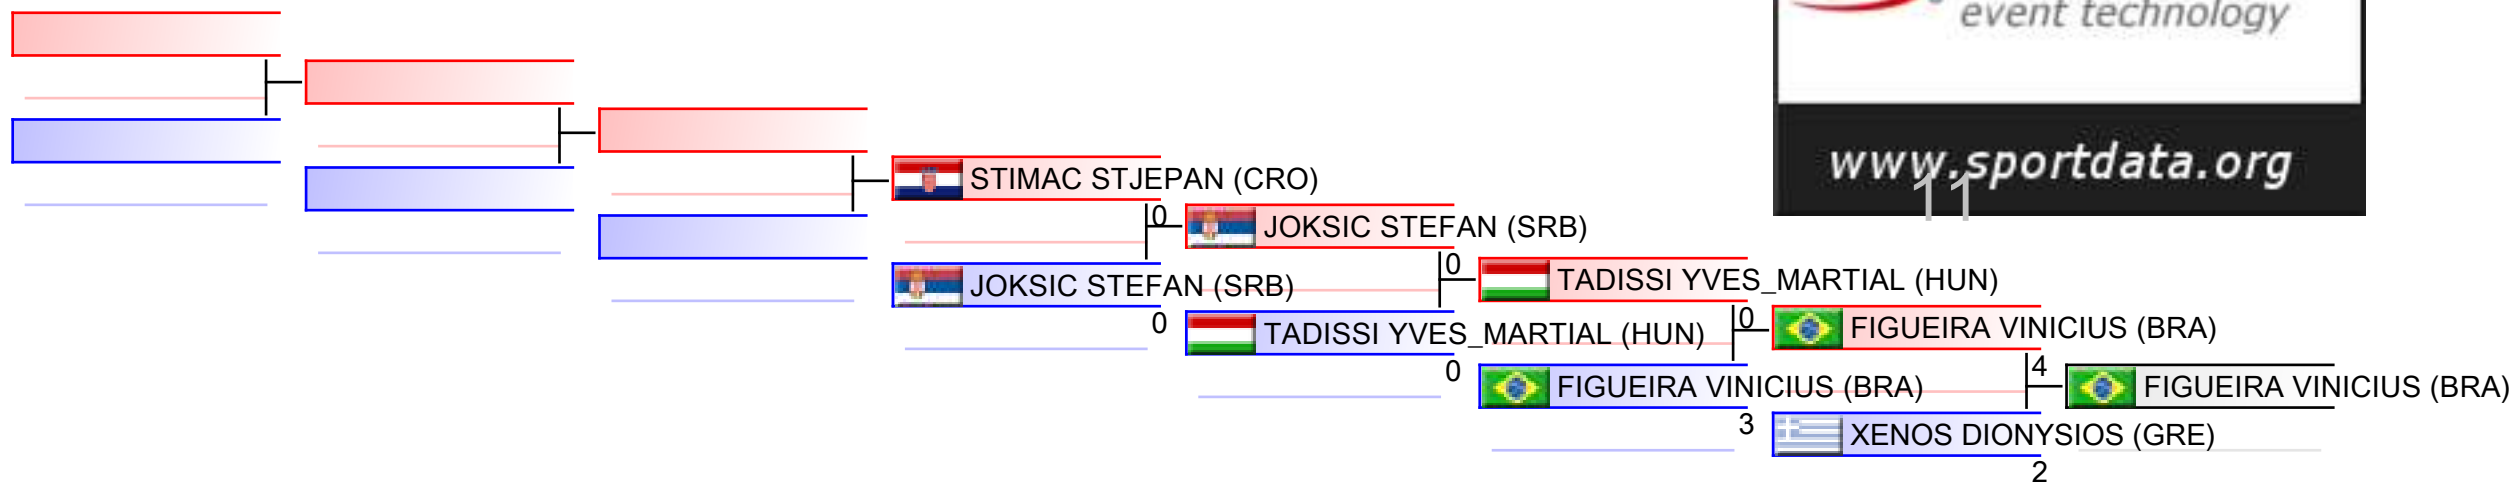 event technology
www.sportdata.org
11
STIMAC STJEPAN (CRO)
0
JOKSIC STEFAN (SRB)
0
JOKSIC STEFAN (SRB)
0
TADISSI YVES_MARTIAL (HUN)
0
TADISSI YVES_MARTIAL (HUN)
0
FIGUEIRA VINICIUS (BRA)
4
FIGUEIRA VINICIUS (BRA)
3
FIGUEIRA VINICIUS (BRA)
XENOS DIONYSIOS (GRE)
2